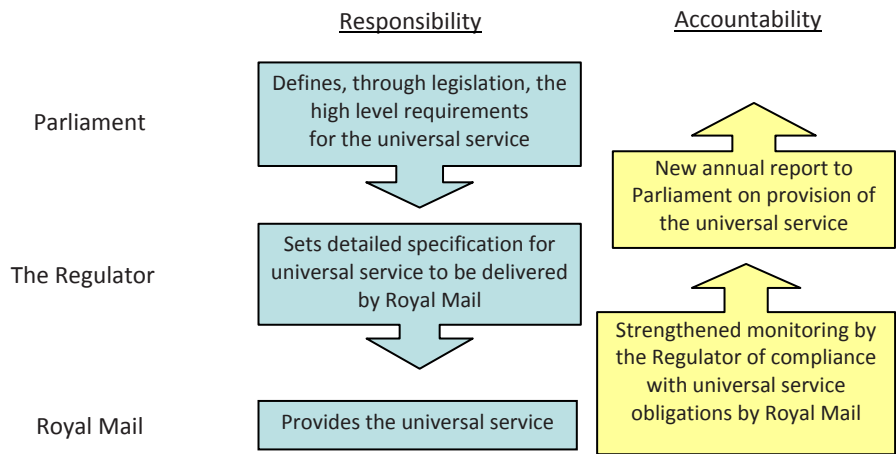 Responsibility
Accountability
Parliament
Defines, through legislation, the
high level requirements
for the universal service
New annual report to
Parliament on provision of
the universal service
The Regulator
Sets detailed specification for
universal service to be delivered
by Royal Mail
Strengthened monitoring by
the Regulator of compliance
with universal service
obligations by Royal Mail
Royal Mail
Provides the universal service